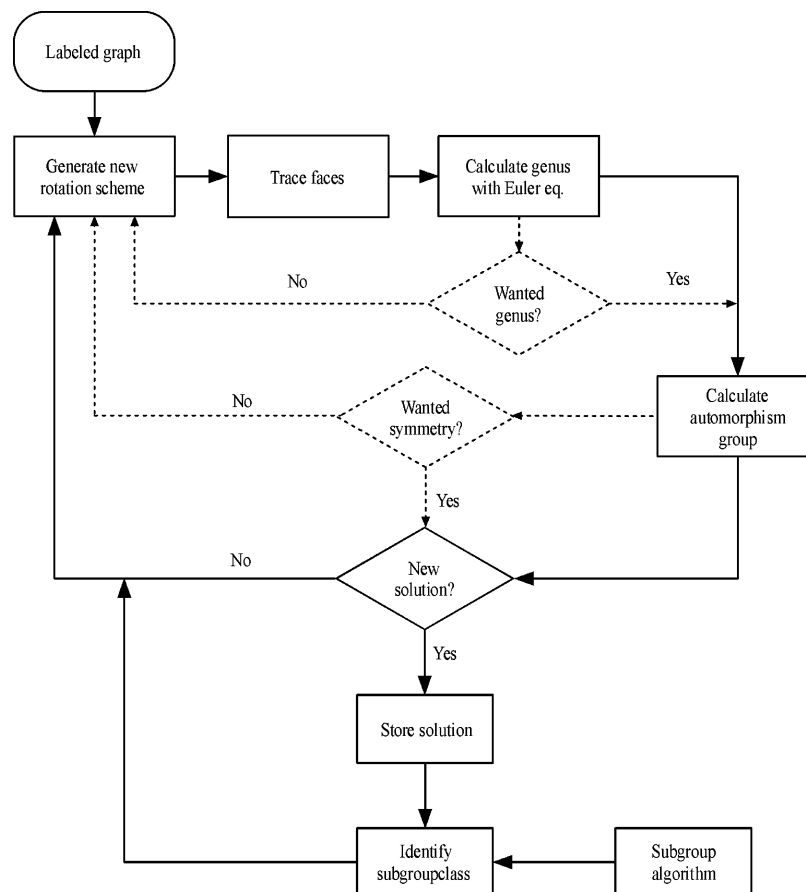 Labeled graph
Generate new
rotation scheme
Trace faces
Calculate genus
with Euler eq.
No
Wanted
genus?
Yes
No
Wanted
symmetry?
Calculate
automorphism
group
Yes
No
New
solution?
Yes
Store solution
Identify
subgroupclass
Subgroup
algorithm